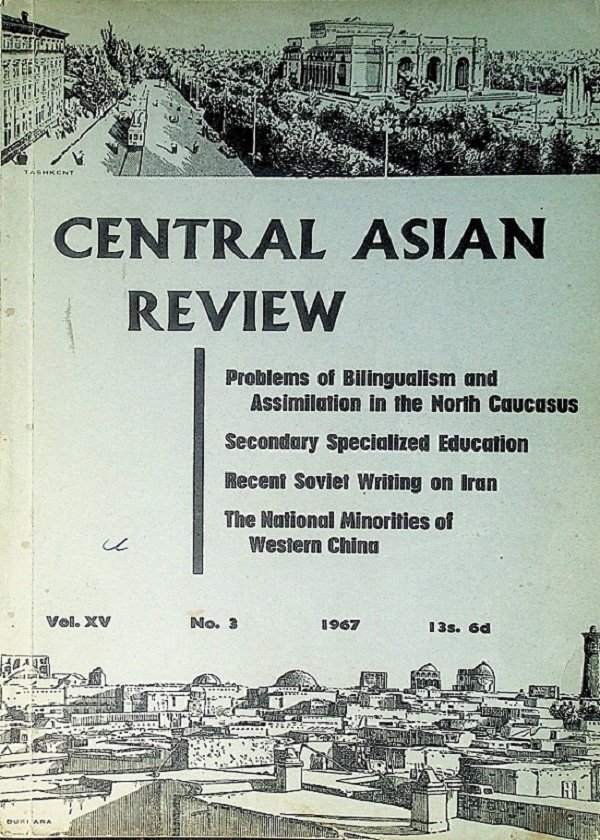 TASHKENT
CENTRAL ASIAN
REVIEW
Problems of Bilingualism and
Assimilation in the North Caucasus
Secondary Specialized Education
Recent Soviet Writing on Iran
The National Minorities of
Western China
Vol. XV No. 3 1967 13s. 6d
BUKHARA